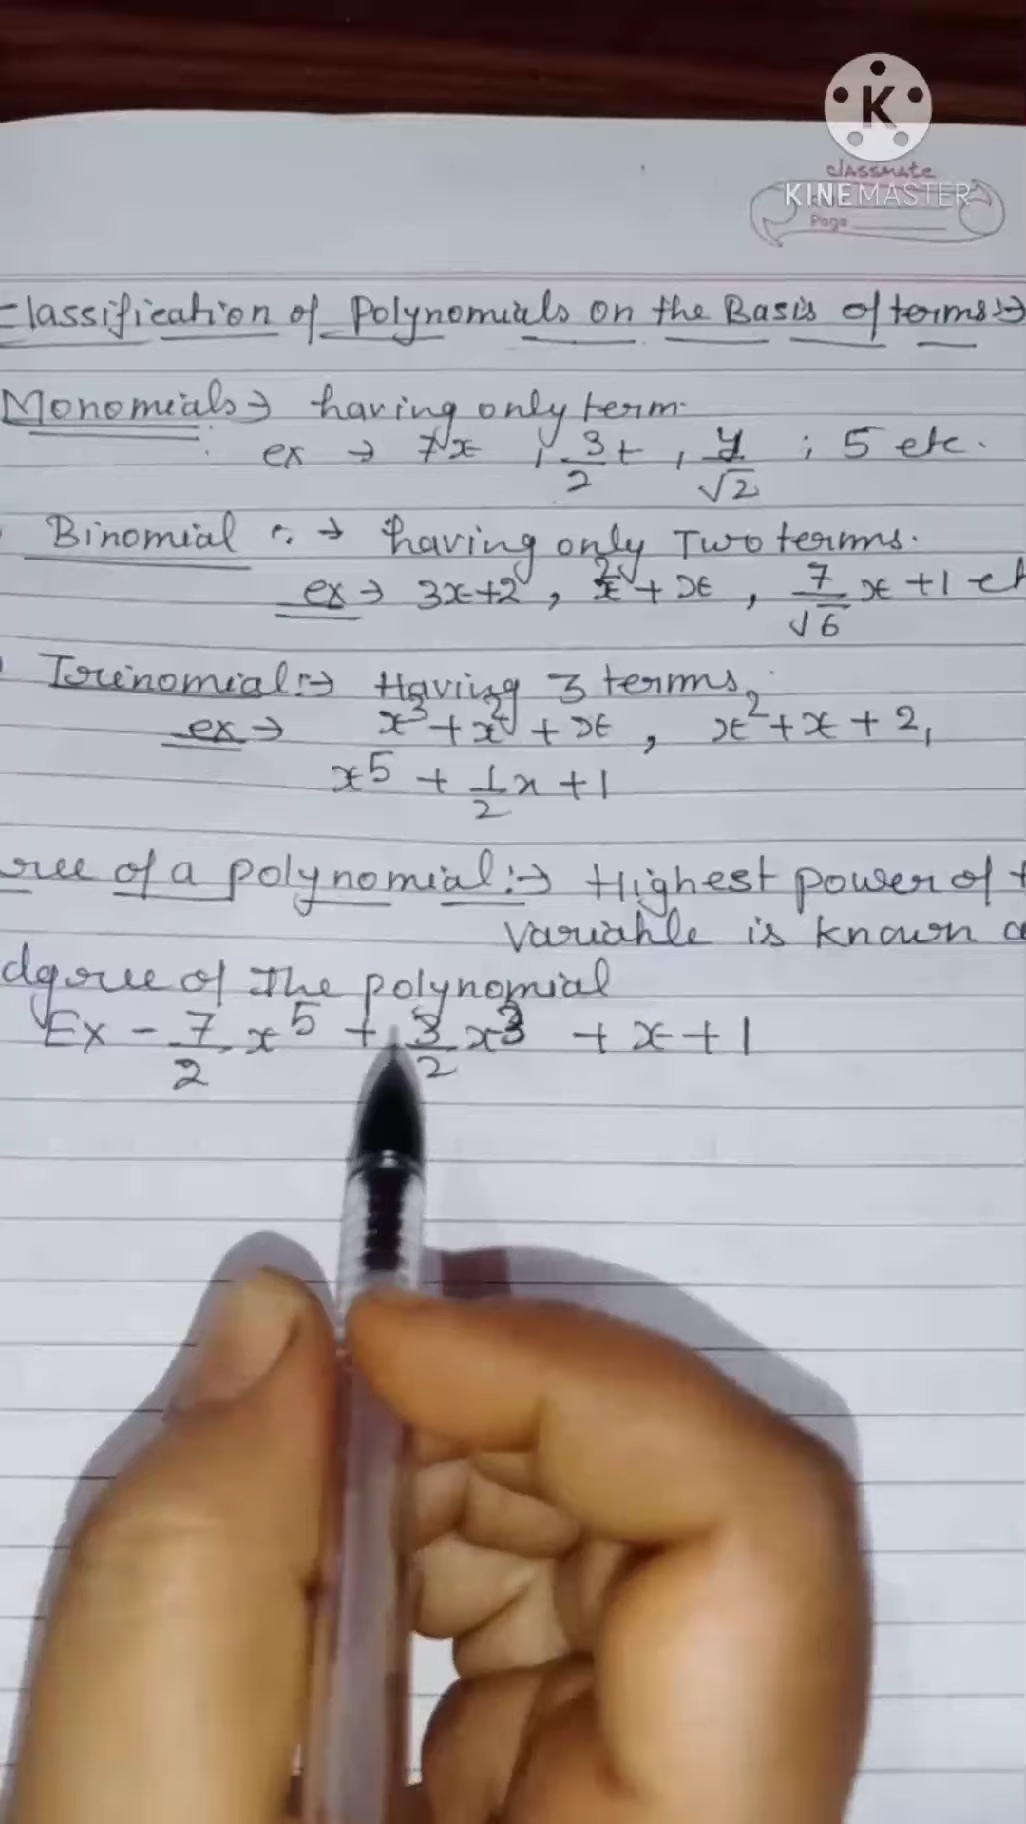 K
classmate
KINEMASTER
Page
Classification of Polynomials on the Basis of terms :→
Monomials → having only term.
ex → 7x , 3/2 t , y/√2 ; 5 etc.
Binomial :→ having only Two terms.
ex → 3x+2 , x² + x , 7/√6 x + 1 et
Trinomial :→ Having 3 terms,
ex → x³ + x² + x , x² + x + 2,
x⁵ + 1/2 x + 1
ree of a polynomial :→ Highest power of t
variable is known a
dgree of The polynomial
Ex - 7/2 x⁵ + 3/2 x³ + x + 1